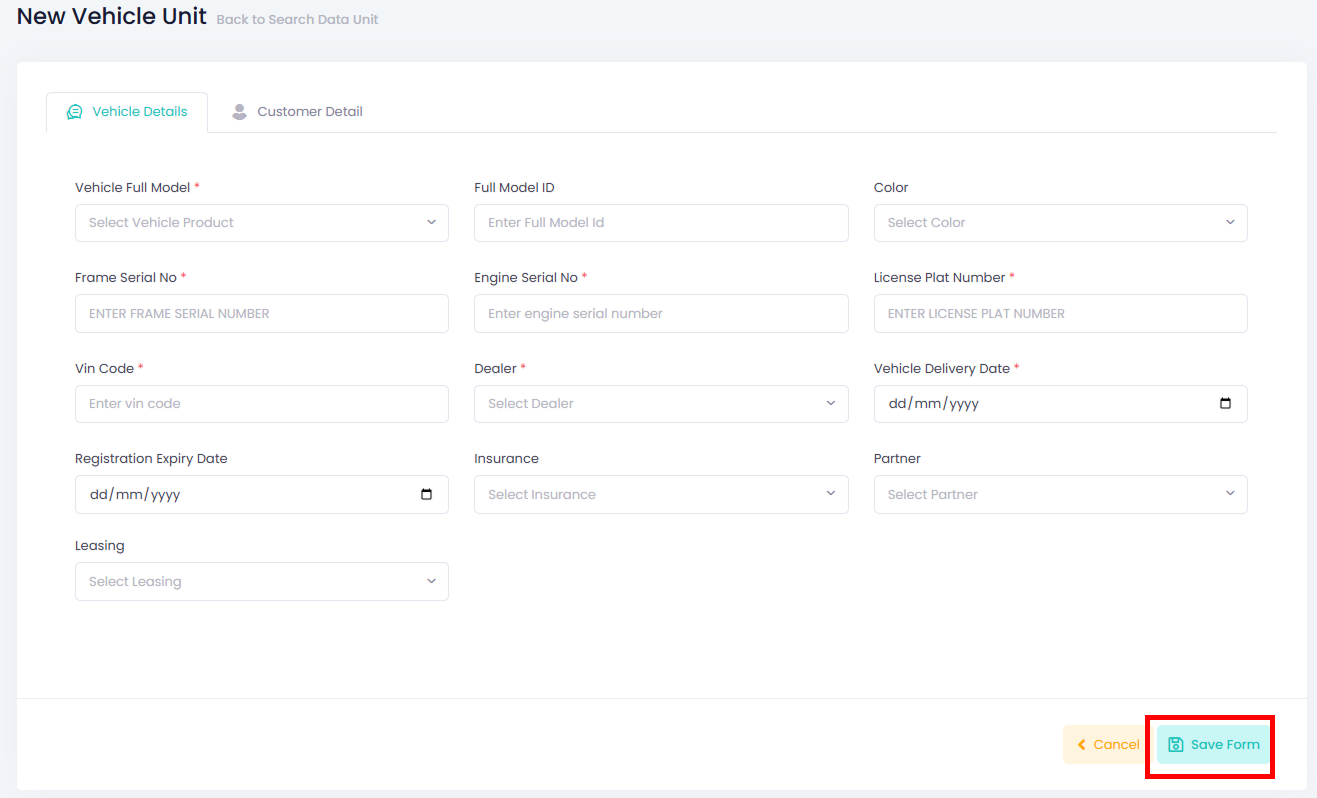 New Vehicle Unit Back to Search Data Unit
Vehicle Details Customer Detail
Vehicle Full Model * Full Model ID Color
Select Vehicle Product Enter Full Model Id Select Color
Frame Serial No * Engine Serial No * License Plat Number *
ENTER FRAME SERIAL NUMBER Enter engine serial number ENTER LICENSE PLAT NUMBER
Vin Code * Dealer * Vehicle Delivery Date *
Enter vin code Select Dealer dd/mm/yyyy
Registration Expiry Date Insurance Partner
dd/mm/yyyy Select Insurance Select Partner
Leasing
Select Leasing
Cancel Save Form